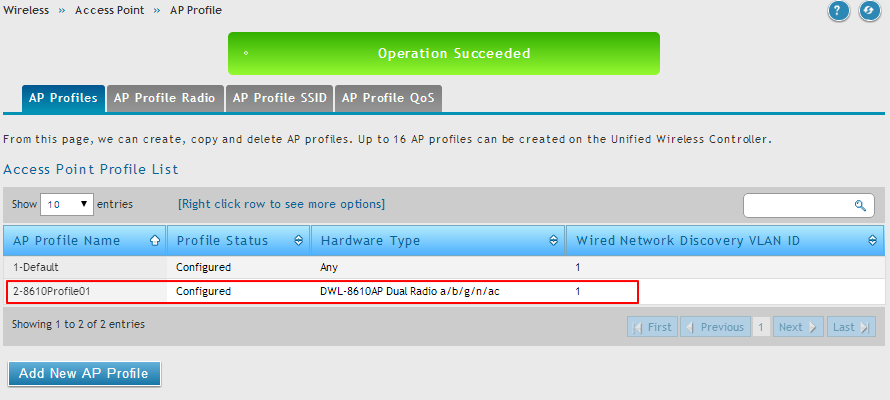 Wireless » Access Point » AP Profile
?
Operation Succeeded
AP Profiles AP Profile Radio AP Profile SSID AP Profile QoS
From this page, we can create, copy and delete AP profiles. Up to 16 AP profiles can be created on the Unified Wireless Controller.
Access Point Profile List
Show 10 entries [Right click row to see more options]
AP Profile Name Profile Status Hardware Type Wired Network Discovery VLAN ID
1-Default Configured Any 1
2-8610Profile01 Configured DWL-8610AP Dual Radio a/b/g/n/ac 1
Showing 1 to 2 of 2 entries First Previous 1 Next Last
Add New AP Profile